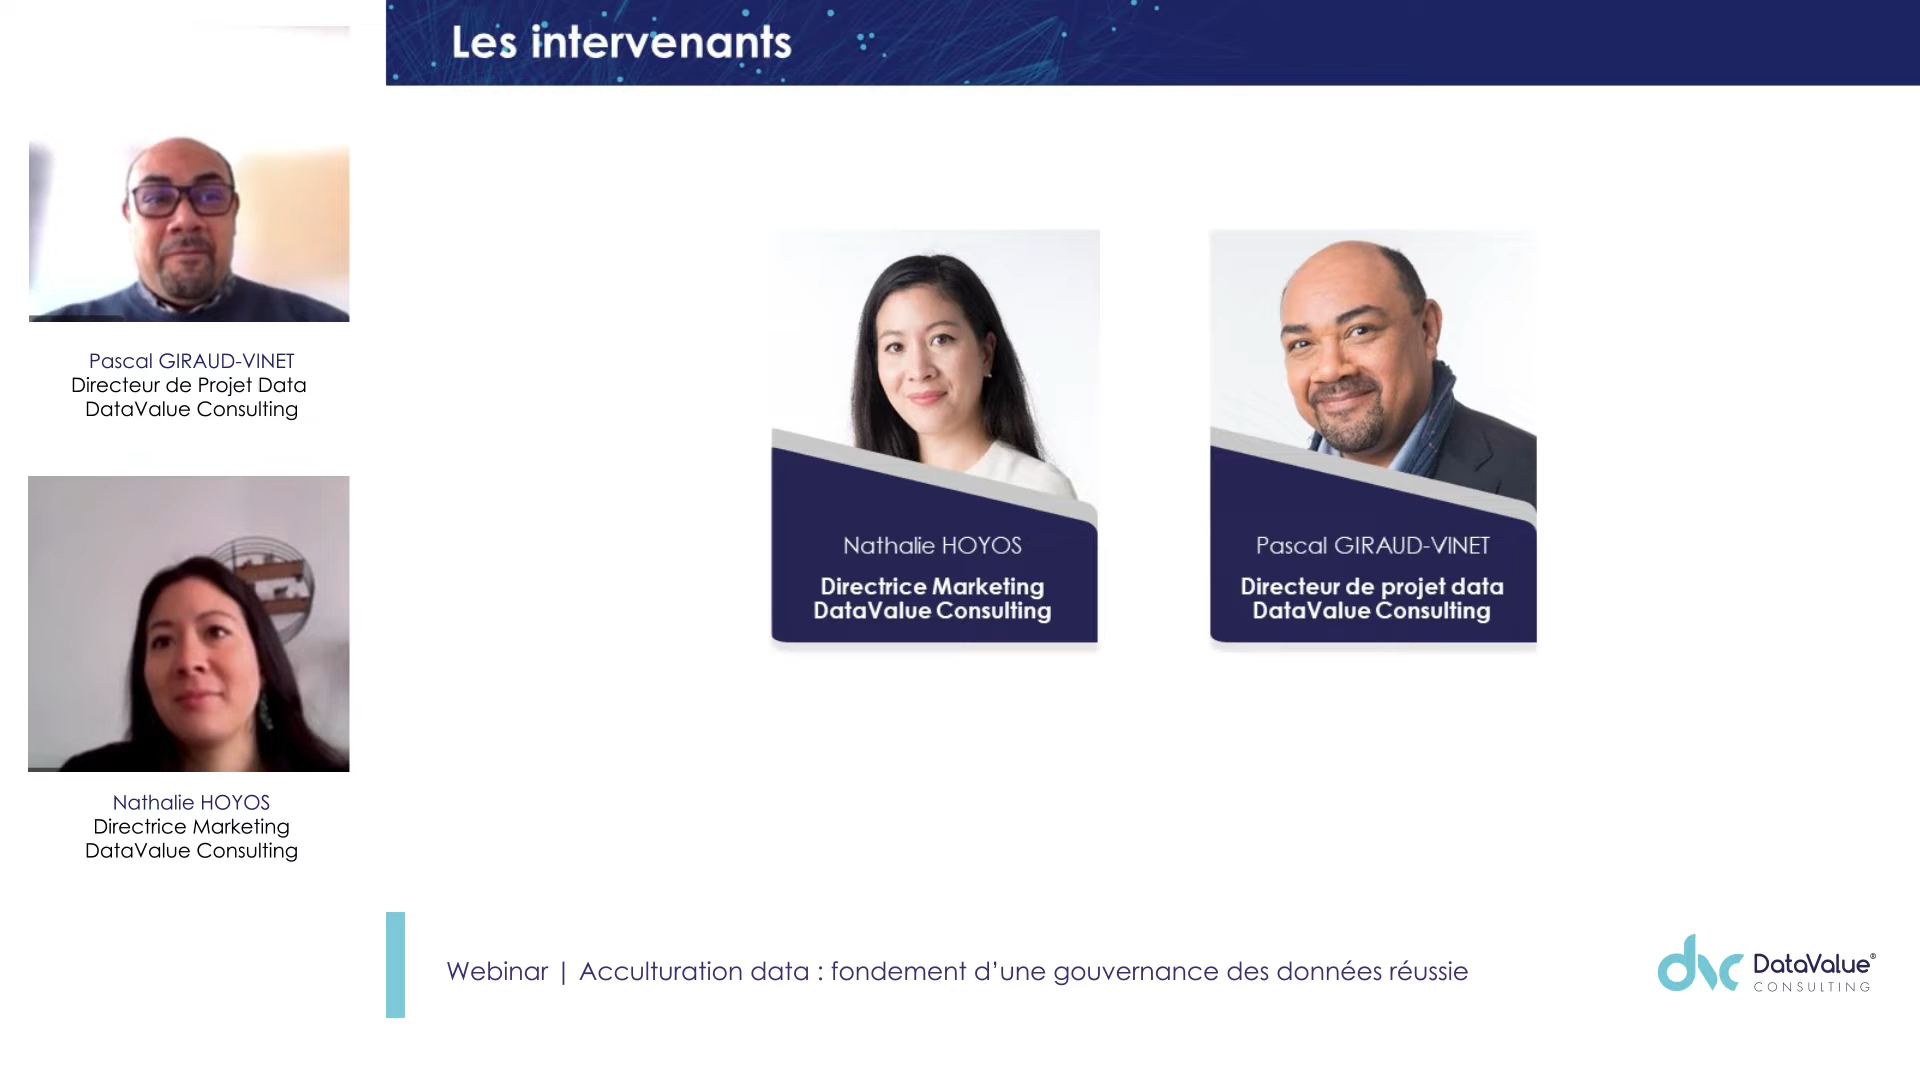 Les intervenants
Pascal GIRAUD-VINET
Directeur de Projet Data
DataValue Consulting
Nathalie HOYOS
Directrice Marketing
DataValue Consulting
Nathalie HOYOS
Directrice Marketing
DataValue Consulting
Pascal GIRAUD-VINET
Directeur de projet data
DataValue Consulting
Webinar | Acculturation data : fondement d’une gouvernance des données réussie
dvc DataValue®
CONSULTING